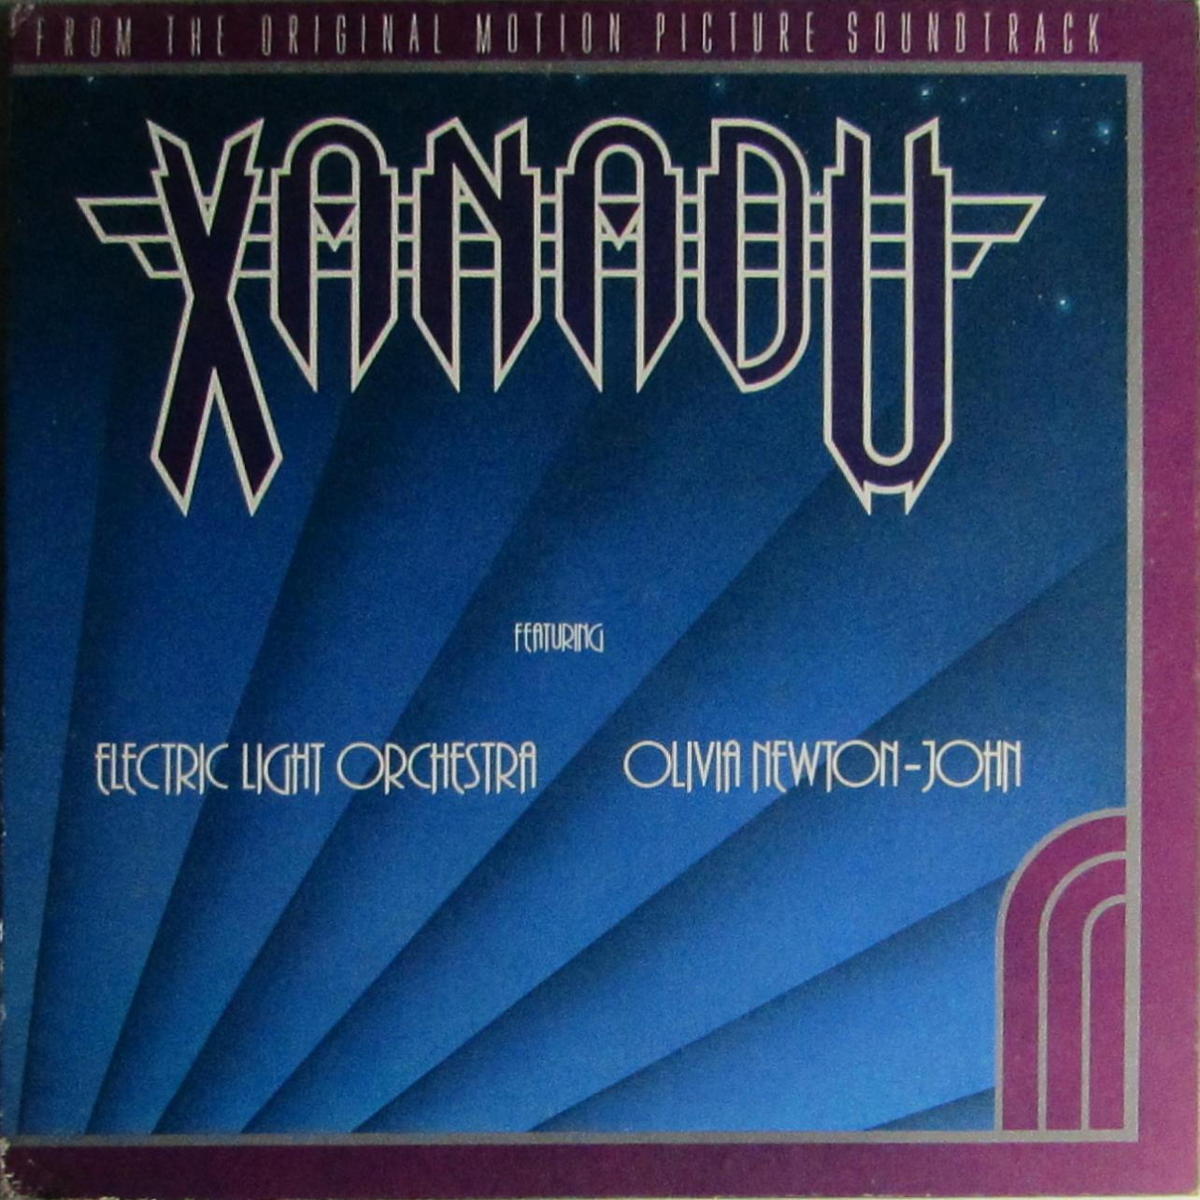 FROM THE ORIGINAL MOTION PICTURE SOUNDTRACK
XANADU
FEATURING
ELECTRIC LIGHT ORCHESTRA OLIVIA NEWTON-JOHN